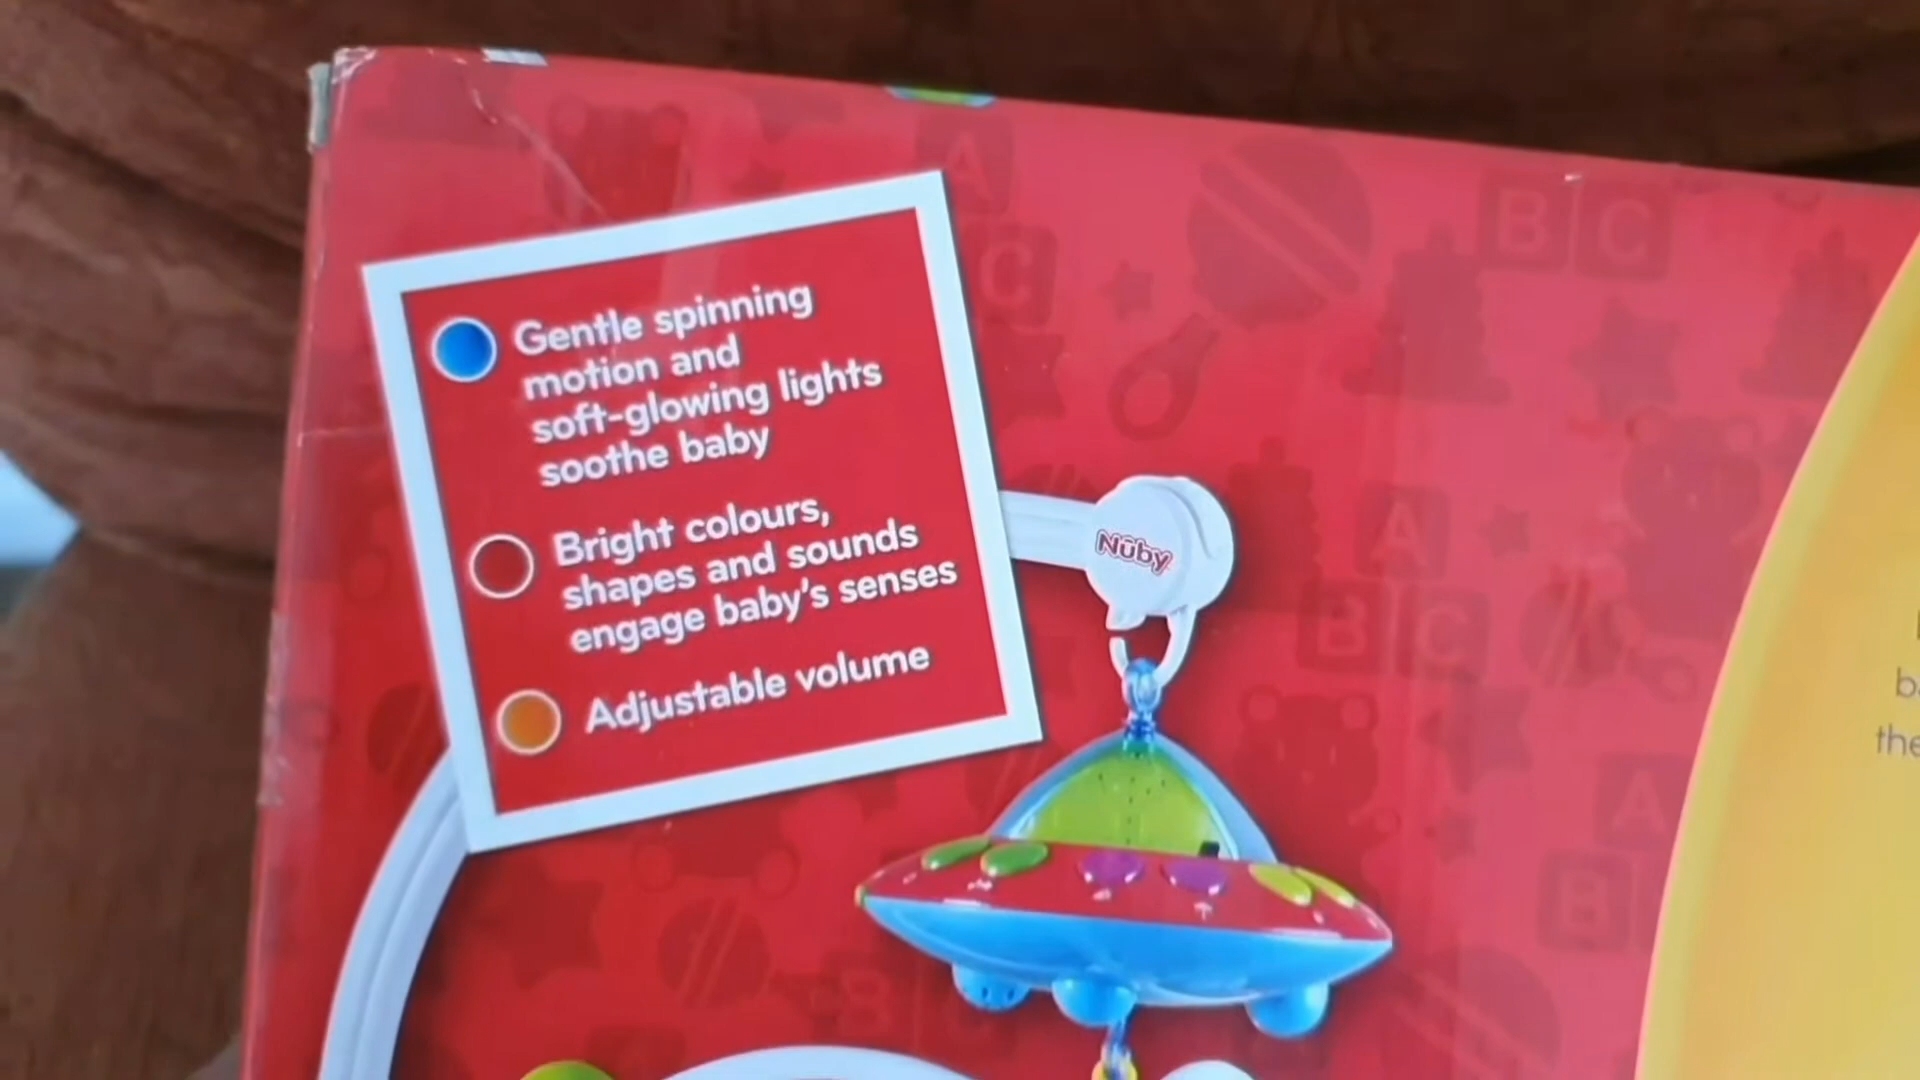 Gentle spinning
motion and
soft-glowing lights
soothe baby
Bright colours,
shapes and sounds
engage baby's senses
Adjustable volume
Nûby
A
C
B C
A
B C
A
B
B
the